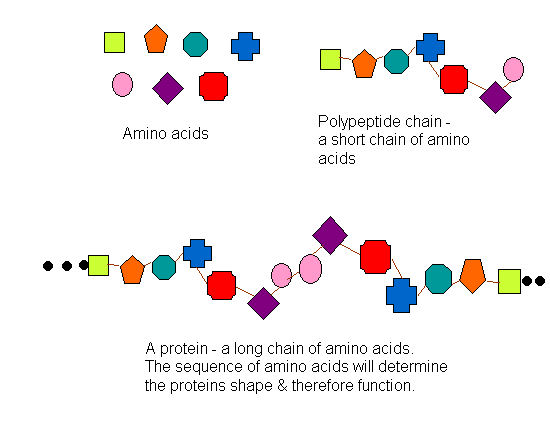 Amino acids
Polypeptide chain -
a short chain of amino
acids
A protein - a long chain of amino acids.
The sequence of amino acids will determine
the proteins shape & therefore function.